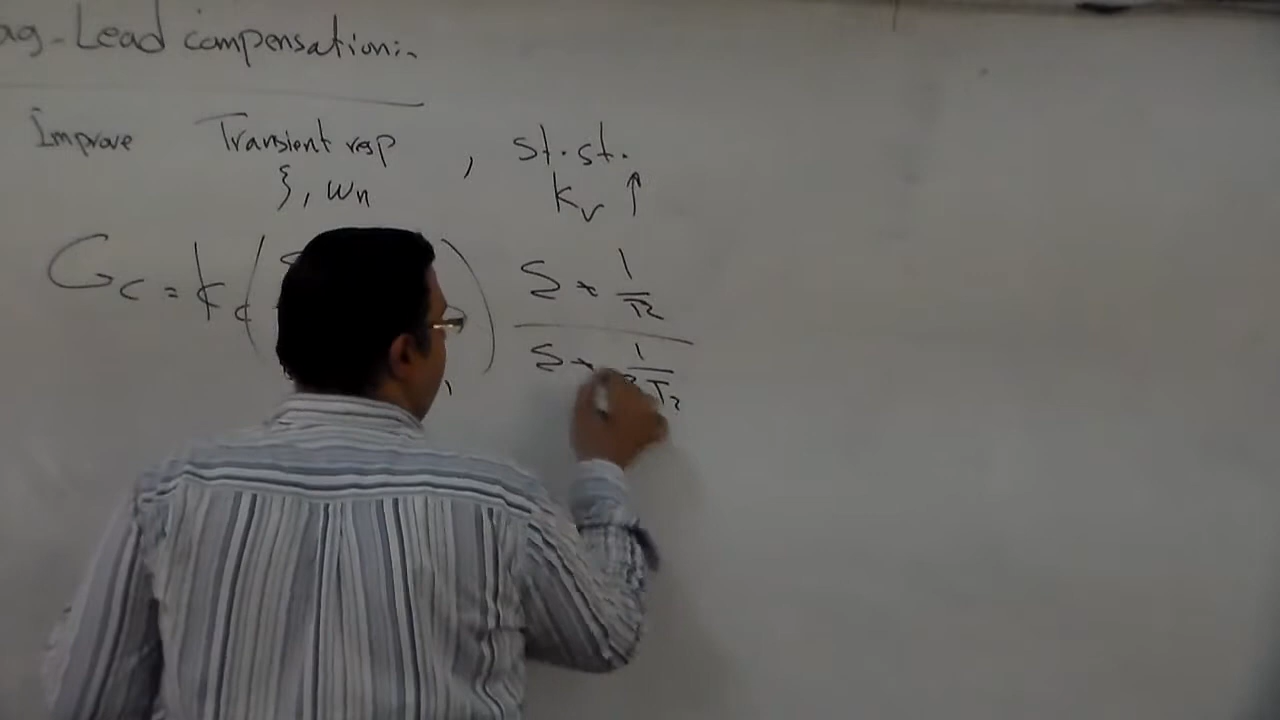 ag-Lead compensation:-
Improve Transient resp , st.st.
ξ, ωn kv ↑
Gc = kc ( S ) S + 1/T2
S + 1/T2